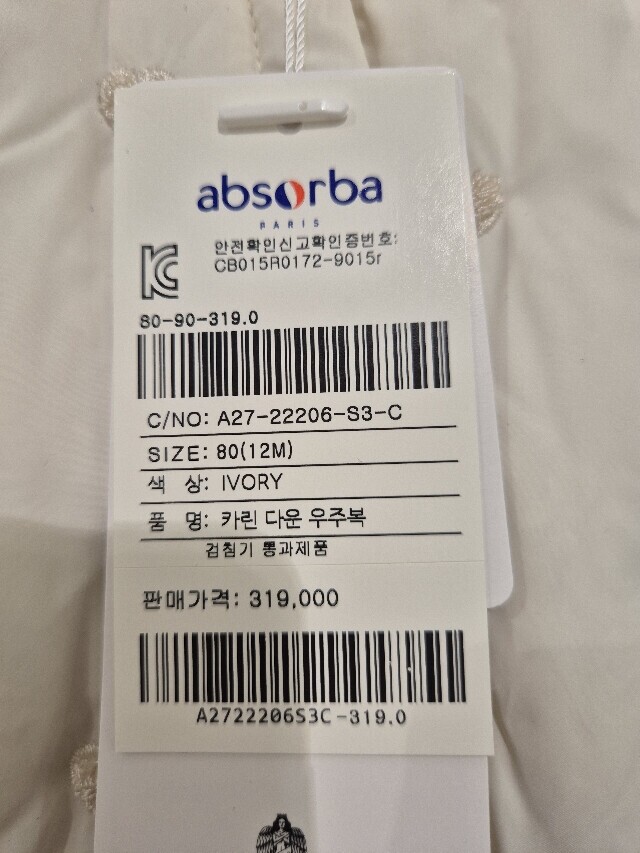 absorba
PARIS
안전확인신고확인증번호:
CB015R0172-9015r
80-90-319.0
C/NO: A27-22206-S3-C
SIZE: 80(12M)
색 상: IVORY
품 명: 카린 다운 우주복
검침기 통과제품
판매가격: 319,000
A2722206S3C-319.0